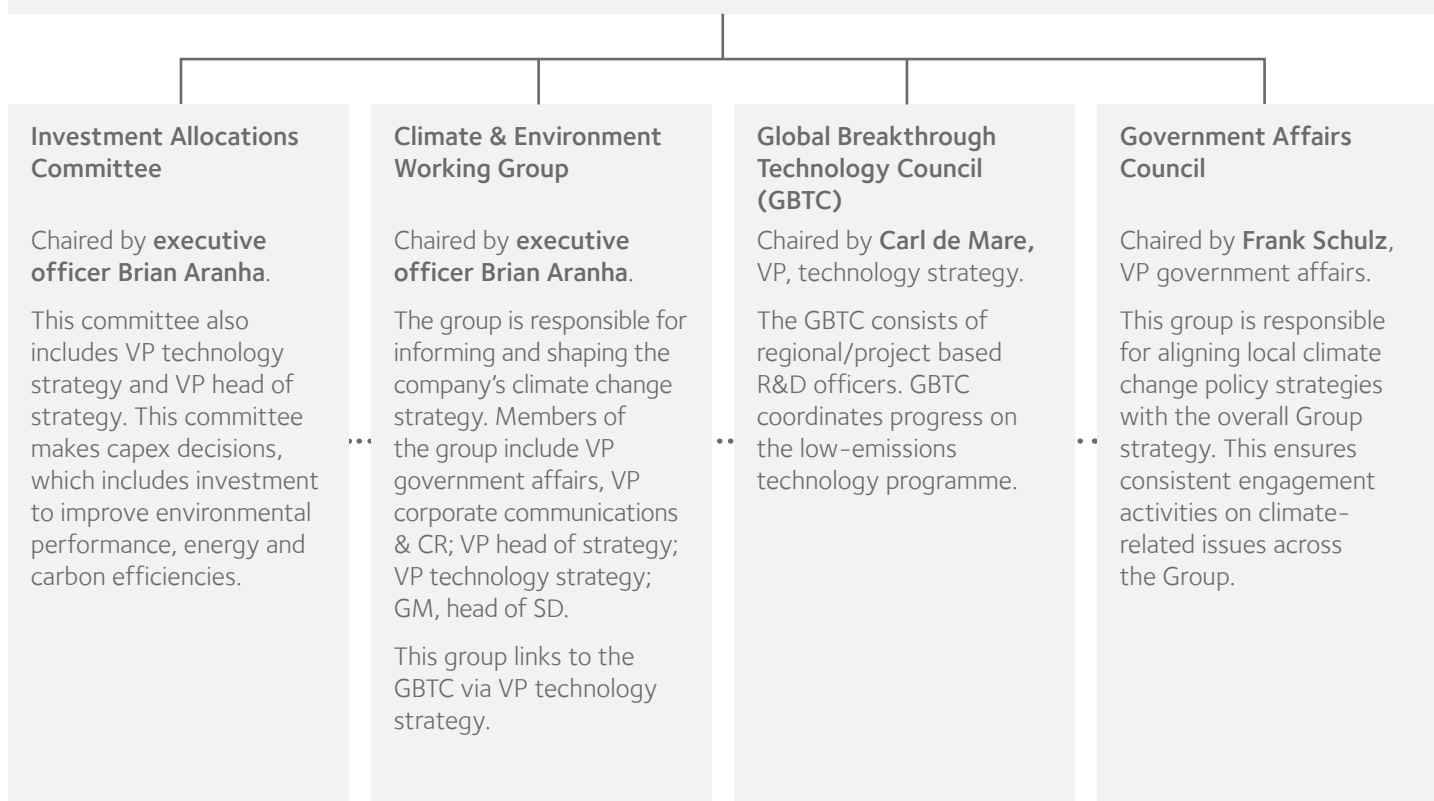 Investment Allocations
Committee
Chaired by executive
officer Brian Aranha.
This committee also
includes VP technology
strategy and VP head of
strategy. This committee
makes capex decisions,
which includes investment
to improve environmental
performance, energy and
carbon efficiencies.
Climate & Environment
Working Group
Chaired by executive
officer Brian Aranha.
The group is responsible for
informing and shaping the
company's climate change
strategy. Members of
the group include VP
government affairs, VP
corporate communications
& CR; VP head of strategy;
VP technology strategy;
GM, head of SD.
This group links to the
GBTC via VP technology
strategy.
Global Breakthrough
Technology Council
(GBTC)
Chaired by Carl de Mare,
VP, technology strategy.
The GBTC consists of
regional/project based
R&D officers. GBTC
coordinates progress on
the low-emissions
technology programme.
Government Affairs
Council
Chaired by Frank Schulz,
VP government affairs.
This group is responsible
for aligning local climate
change policy strategies
with the overall Group
strategy. This ensures
consistent engagement
activities on climate-
related issues across
the Group.